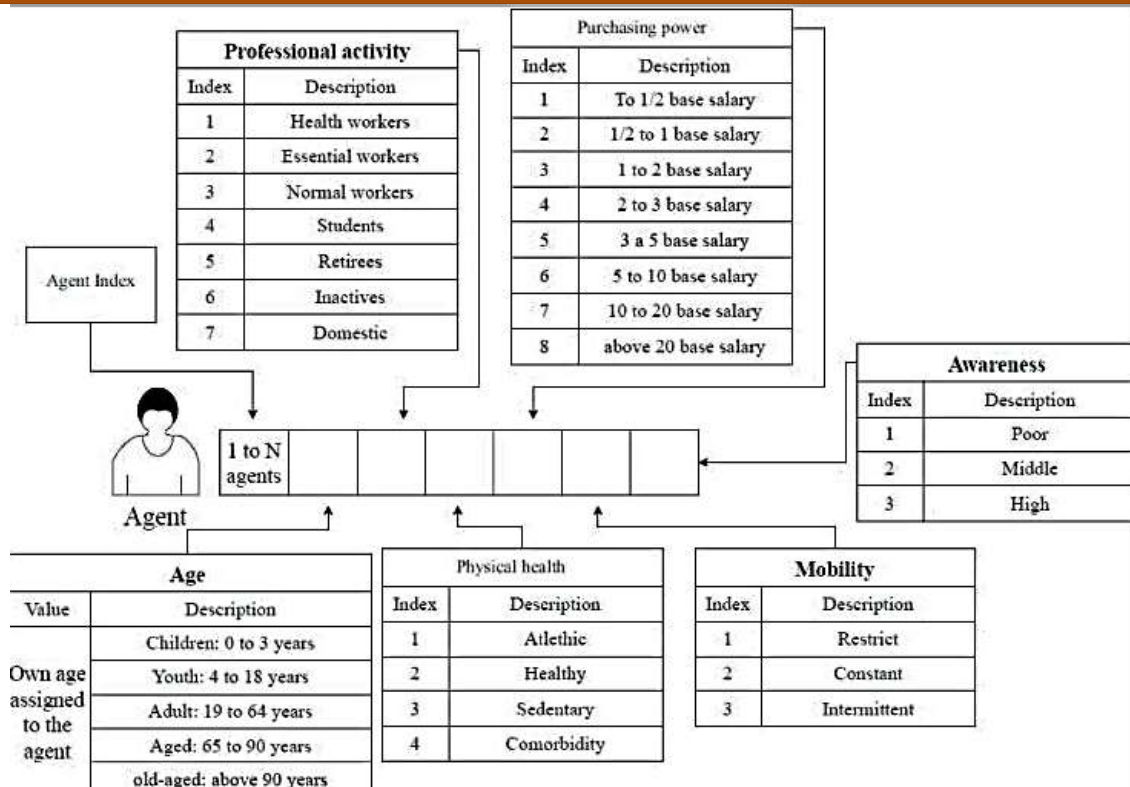 Professional activity
Index Description
1 Health workers
2 Essential workers
3 Normal workers
4 Students
5 Retirees
6 Inactives
7 Domestic
Purchasing power
Index Description
1 To 1/2 base salary
2 1/2 to 1 base salary
3 1 to 2 base salary
4 2 to 3 base salary
5 3 a 5 base salary
6 5 to 10 base salary
7 10 to 20 base salary
8 above 20 base salary
Agent Index
Awareness
Index Description
1 Poor
2 Middle
3 High
1 to N
agents
Agent
Age
Value Description
Own age
assigned
to the
agent
Children: 0 to 3 years
Youth: 4 to 18 years
Adult: 19 to 64 years
Aged: 65 to 90 years
old-aged: above 90 years
Physical health
Index Description
1 Atlethic
2 Healthy
3 Sedentary
4 Comorbidity
Mobility
Index Description
1 Restrict
2 Constant
3 Intermittent